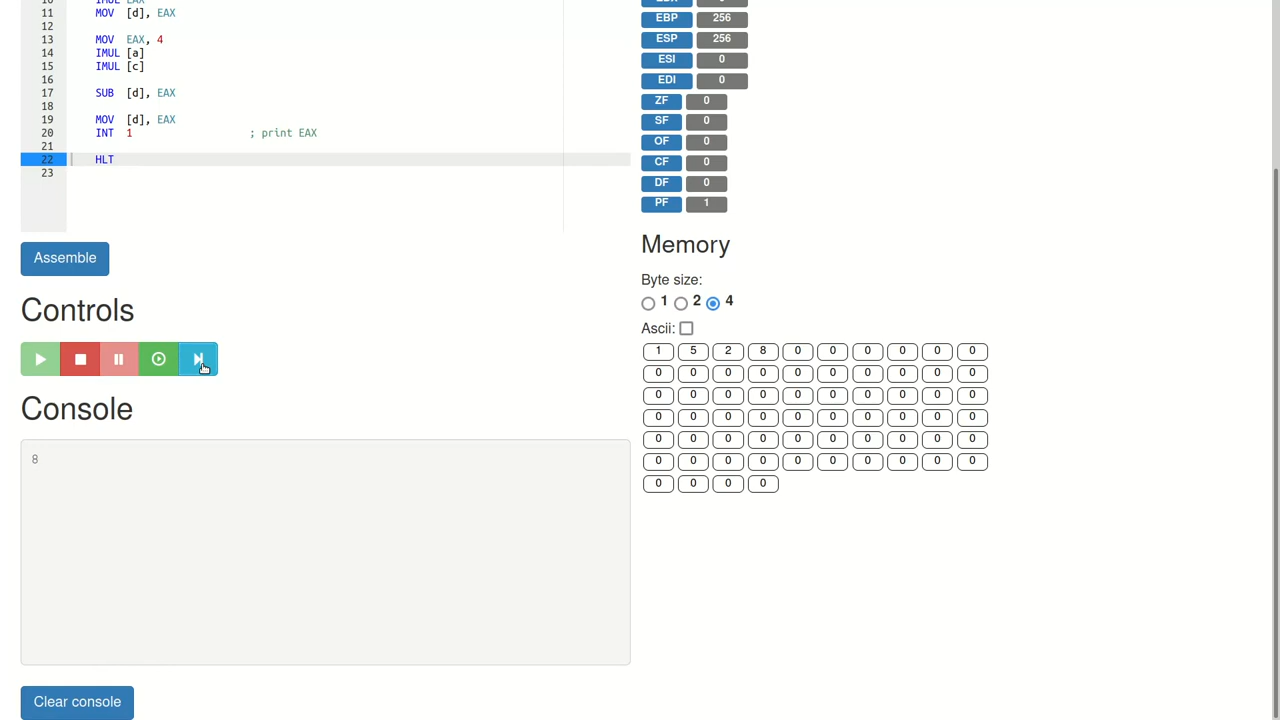 10 IMUL EAX
11 MOV [d], EAX
12
13 MOV EAX, 4
14 IMUL [a]
15 IMUL [c]
16
17 SUB [d], EAX
18
19 MOV [d], EAX
20 INT 1 ; print EAX
21
22 HLT
23
Assemble
Controls
Console
8
Clear console
EBP 256
ESP 256
ESI 0
EDI 0
ZF 0
SF 0
OF 0
CF 0
DF 0
PF 1
Memory
Byte size:
1 2 4
Ascii:
1 5 2 8 0 0 0 0 0 0
0 0 0 0 0 0 0 0 0 0
0 0 0 0 0 0 0 0 0 0
0 0 0 0 0 0 0 0 0 0
0 0 0 0 0 0 0 0 0 0
0 0 0 0 0 0 0 0 0 0
0 0 0 0